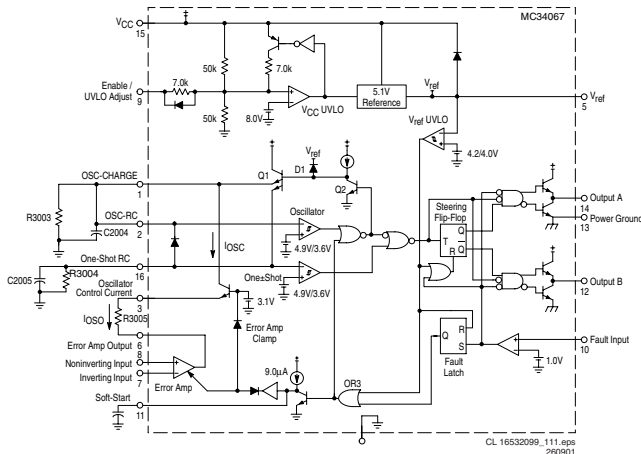 MC34067
VCC
15
50k
7.0k
Enable /
UVLO Adjust
9
7.0k
50k
8.0V
VCC UVLO
5.1V
Reference
Vref
Vref
5
Vref UVLO
4.2/4.0V
OSC-CHARGE
1
Q1
Vref
D1
Q2
R3003
C2004
OSC-RC
2
IOSC
Oscillator
4.9V/3.6V
Steering
Flip-Flop
T
Q
Q
R
Output A
14
13
Power Ground
One-Shot RC
16
C2005
R3004
One±Shot
4.9V/3.6V
Output B
12
Oscillator
Control Current
3
3.1V
IOSO
R3005
Error Amp
Clamp
Error Amp Output
6
8
Noninverting Input
Inverting Input
7
Error Amp
9.0µA
Q
R
S
Fault
Latch
Fault Input
10
1.0V
Soft-Start
11
OR3
CL 16532099_111.eps
260901